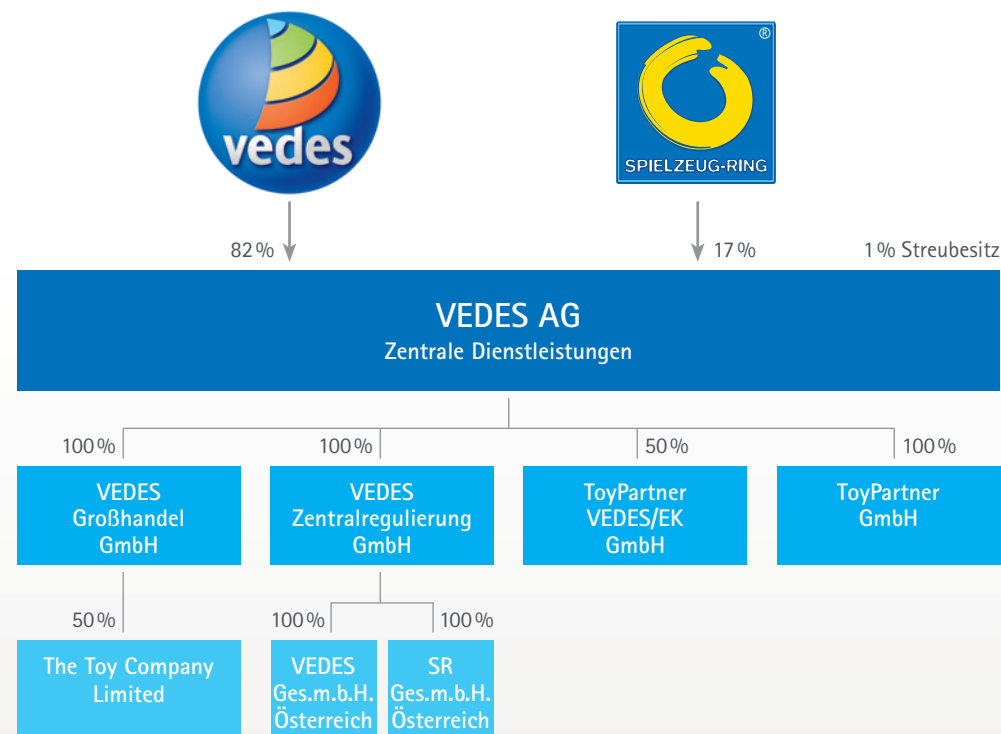 vedes
®
SPIELZEUG-RING
82 %
17 %
1 % Streubesitz
VEDES AG
Zentrale Dienstleistungen
100 %
100 %
50 %
100 %
VEDES
Großhandel
GmbH
VEDES
Zentralregulierung
GmbH
ToyPartner
VEDES/EK
GmbH
ToyPartner
GmbH
50 %
100 %
100 %
The Toy Company
Limited
VEDES
Ges.m.b.H.
Österreich
SR
Ges.m.b.H.
Österreich